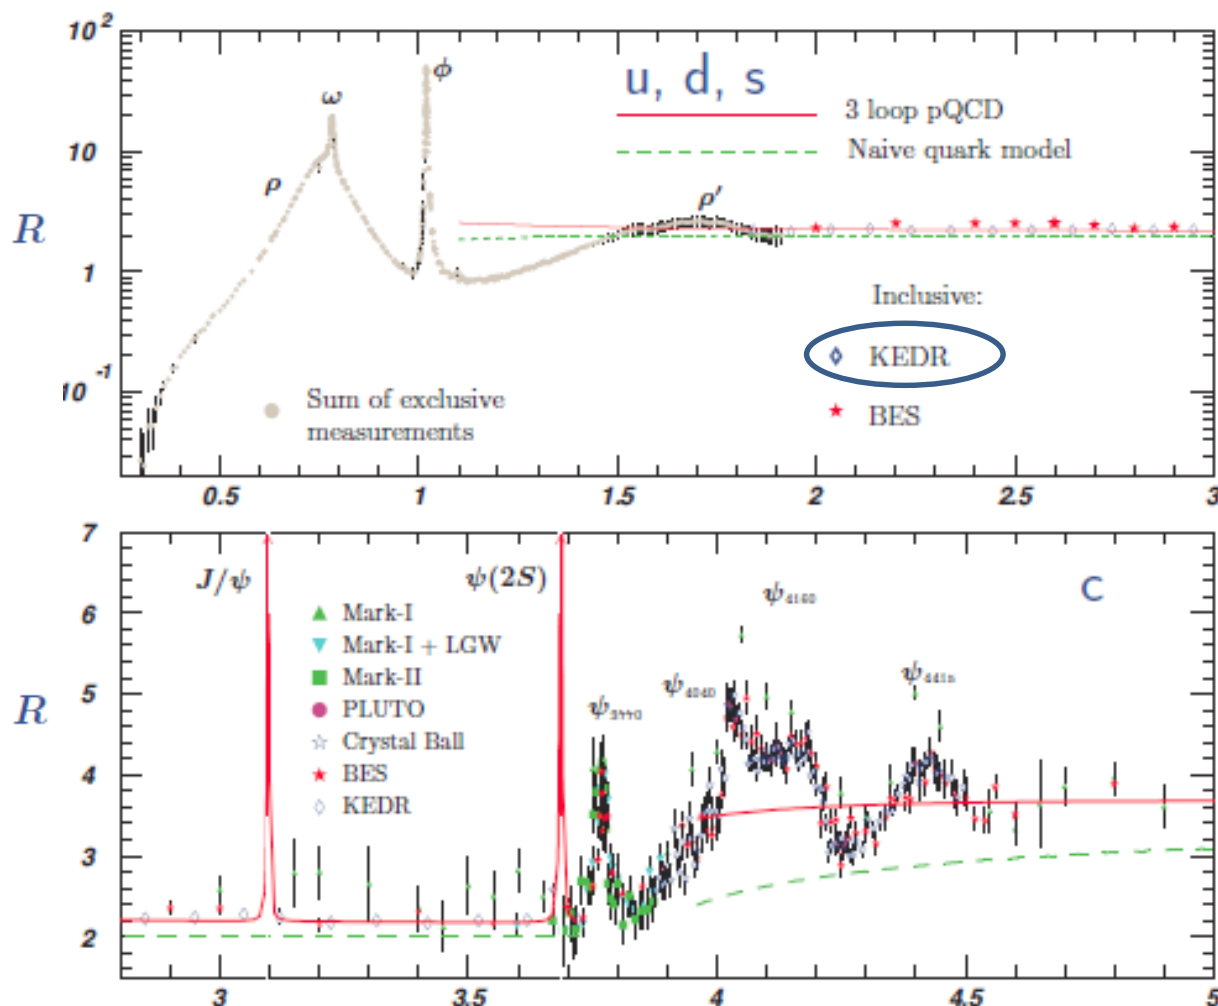 10²
10
1
10⁻¹
R
ρ
ω
ϕ
u, d, s
3 loop pQCD
Naive quark model
ρ′
Inclusive:
KEDR
BES
Sum of exclusive
measurements
0.5 1 1.5 2 2.5 3
7
6
5
4
3
2
R
J/ψ
ψ(2S)
Mark-I
Mark-I + LGW
Mark-II
PLUTO
Crystal Ball
BES
KEDR
ψ₃₇₇₀
ψ₄₀₄₀
ψ₄₁₆₀
ψ₄₄₁₅
c
3 3.5 4 4.5 5